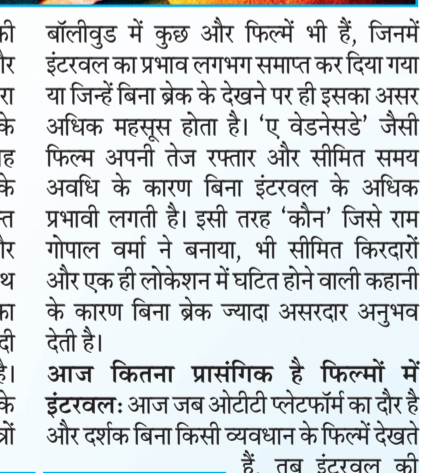 बॉलीवुड में कुछ और फिल्में भी हैं, जिनमें
इंटरवल का प्रभाव लगभग समाप्त कर दिया गया
या जिन्हें बिना ब्रेक के देखने पर ही इसका असर
अधिक महसूस होता है। ‘ए वेडनेसडे’ जैसी
फिल्म अपनी तेज रफ्तार और सीमित समय
अवधि के कारण बिना इंटरवल के अधिक
प्रभावी लगती है। इसी तरह ‘कौन’ जिसे राम
गोपाल वर्मा ने बनाया, भी सीमित किरदारों
और एक ही लोकेशन में घटित होने वाली कहानी
के कारण बिना ब्रेक ज्यादा असरदार अनुभव
देती है।
आज कितना प्रासंगिक है फिल्मों में
इंटरवल: आज जब ओटीटी प्लेटफॉर्म का दौर है
और दर्शक बिना किसी व्यवधान के फिल्में देखते
हैं, तब इंटरवल की